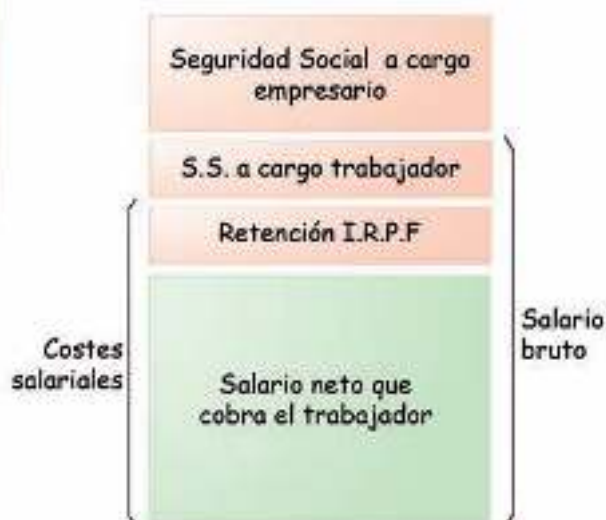 Seguridad Social a cargo
empresario
S.S. a cargo trabajador
Retención I.R.P.F
Costes
salariales
Salario neto que
cobra el trabajador
Salario
bruto